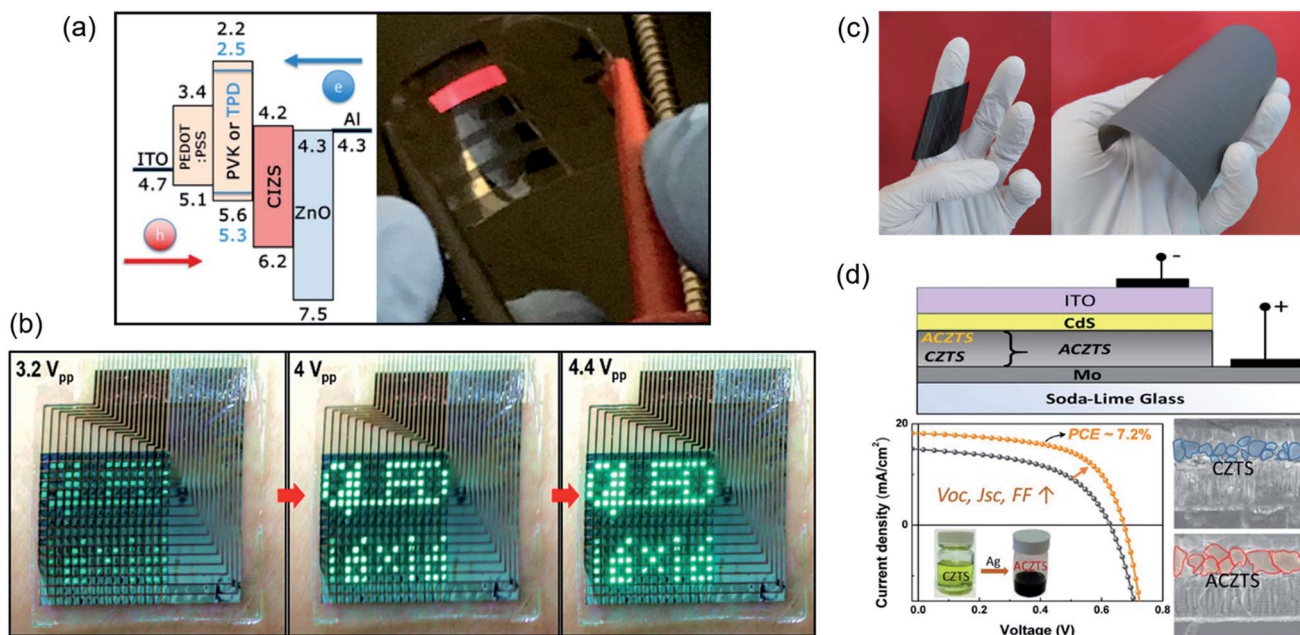 (a)
2.2
2.5
e
3.4
PVK or TPD
4.2
Al
PEDOT
:PSS
4.3
4.3
ITO
4.7
CIZS
ZnO
5.1
5.6
5.3
h
6.2
7.5
(b)
3.2 Vpp
4 Vpp
4.4 Vpp
(c)
(d)
-
+
ITO
CdS
ACZTS
CZTS
ACZTS
Mo
Soda-Lime Glass
Current density (mA/cm²)
20
10
0
-10
PCE ~ 7.2%
Voc, Jsc, FF ↑
CZTS
Ag
ACZTS
0.0
0.2
0.4
0.6
0.8
Voltage (V)
CZTS
ACZTS